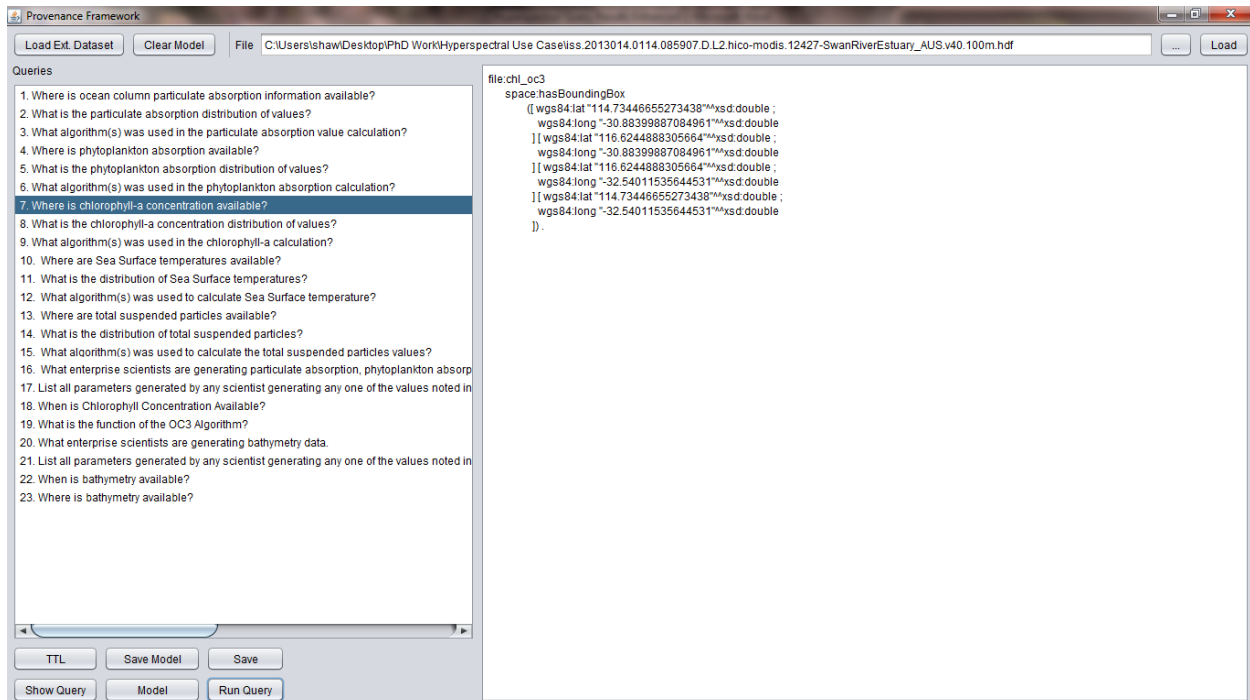 Provenance Framework
Load Ext. Dataset Clear Model File C:\Users\shaw\Desktop\PhD Work\Hyperspectral Use Case\iss.2013014.0114.085907.D.L2.hico-modis.12427-SwanRiverEstuary_AUS.v40.100m.hdf ... Load
Queries
1. Where is ocean column particulate absorption information available?
2. What is the particulate absorption distribution of values?
3. What algorithm(s) was used in the particulate absorption value calculation?
4. Where is phytoplankton absorption available?
5. What is the phytoplankton absorption distribution of values?
6. What algorithm(s) was used in the phytoplankton absorption calculation?
7. Where is chlorophyll-a concentration available?
8. What is the chlorophyll-a concentration distribution of values?
9. What algorithm(s) was used in the chlorophyll-a calculation?
10. Where are Sea Surface temperatures available?
11. What is the distribution of Sea Surface temperatures?
12. What algorithm(s) was used to calculate Sea Surface temperature?
13. Where are total suspended particles available?
14. What is the distribution of total suspended particles?
15. What algorithm(s) was used to calculate the total suspended particles values?
16. What enterprise scientists are generating particulate absorption, phytoplankton absorp
17. List all parameters generated by any scientist generating any one of the values noted in
18. When is Chlorophyll Concentration Available?
19. What is the function of the OC3 Algorithm?
20. What enterprise scientists are generating bathymetry data.
21. List all parameters generated by any scientist generating any one of the values noted in
22. When is bathymetry available?
23. Where is bathymetry available?
file:chl_oc3
space:hasBoundingBox
([ wgs84:lat "114.73446655273438"^^xsd:double ;
wgs84:long "-30.88399887084961"^^xsd:double
] [ wgs84:lat "116.6244888305664"^^xsd:double ;
wgs84:long "-30.88399887084961"^^xsd:double
] [ wgs84:lat "116.6244888305664"^^xsd:double ;
wgs84:long "-32.54011535644531"^^xsd:double
] [ wgs84:lat "114.73446655273438"^^xsd:double ;
wgs84:long "-32.54011535644531"^^xsd:double
]) .
TTL Save Model Save
Show Query Model Run Query